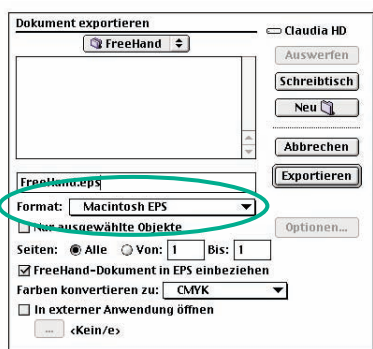 Dokument exportieren
Claudia HD
FreeHand
Auswerfen
Schreibtisch
Neu
Abbrechen
FreeHand.eps
Exportieren
Format: Macintosh EPS
Nur ausgewählte Objekte
Optionen...
Seiten: Alle Von: 1 Bis: 1
FreeHand-Dokument in EPS einbeziehen
Farben konvertieren zu: CMYK
In externer Anwendung öffnen
... <Kein/e>